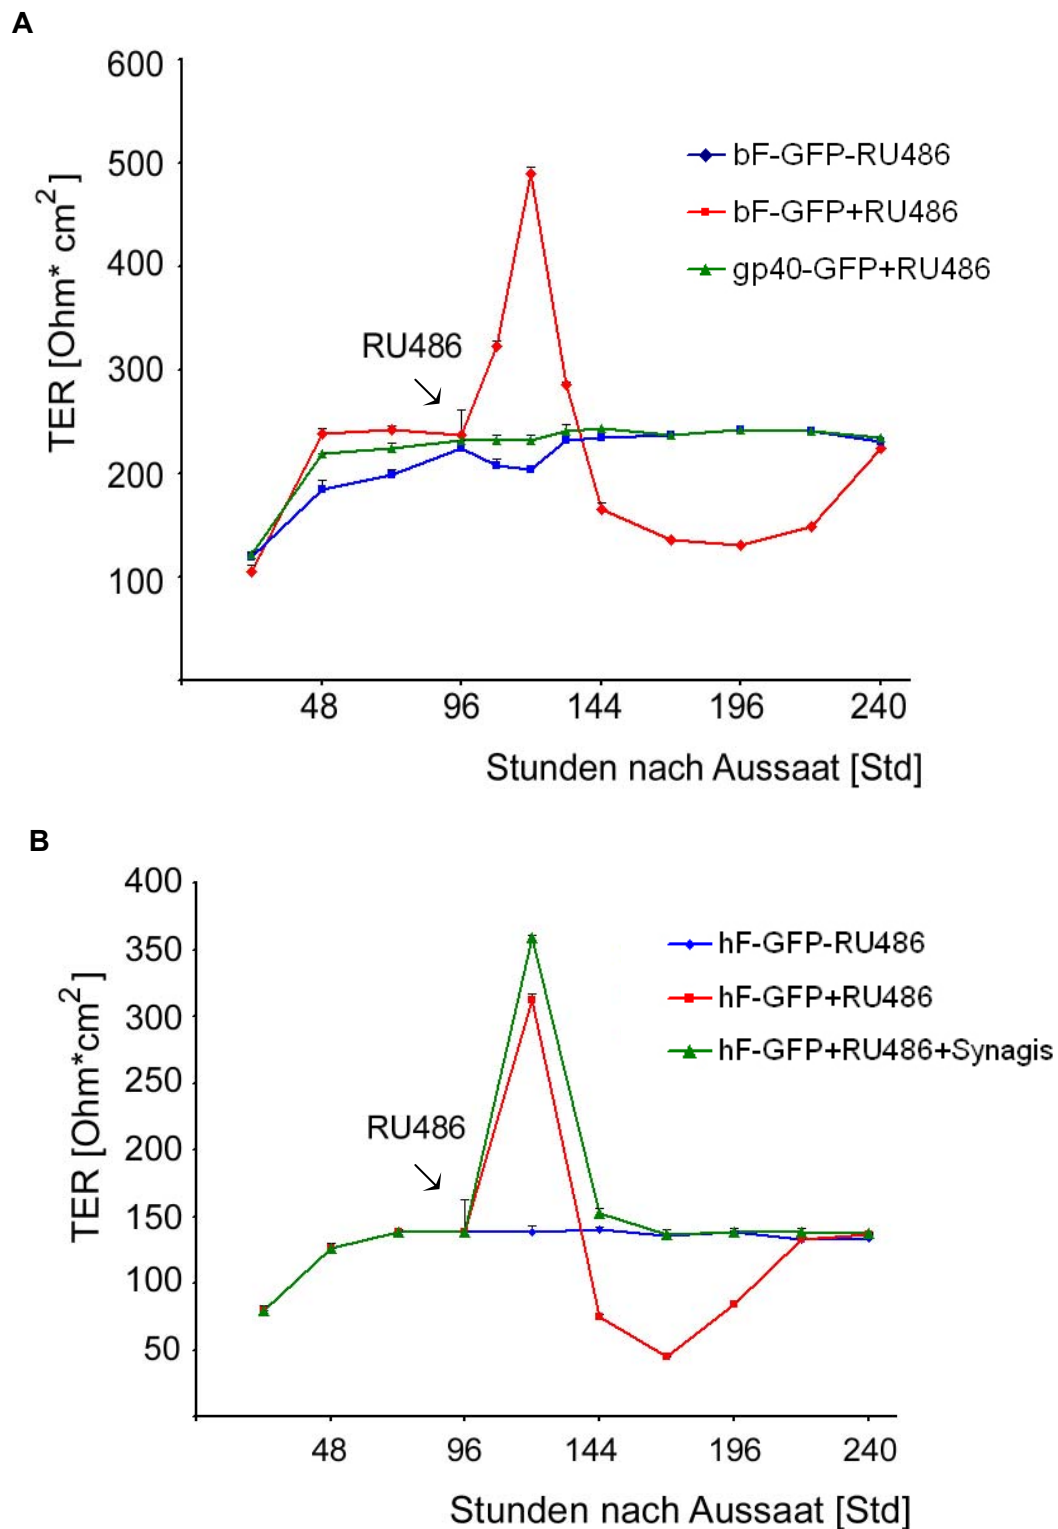 A
600
500
400
300
200
100
TER [Ohm* cm2]
bF-GFP-RU486
bF-GFP+RU486
gp40-GFP+RU486
RU486
48 96 144 196 240
Stunden nach Aussaat [Std]
B
400
350
300
250
200
150
100
50
TER [Ohm*cm2]
hF-GFP-RU486
hF-GFP+RU486
hF-GFP+RU486+Synagis
RU486
48 96 144 196 240
Stunden nach Aussaat [Std]